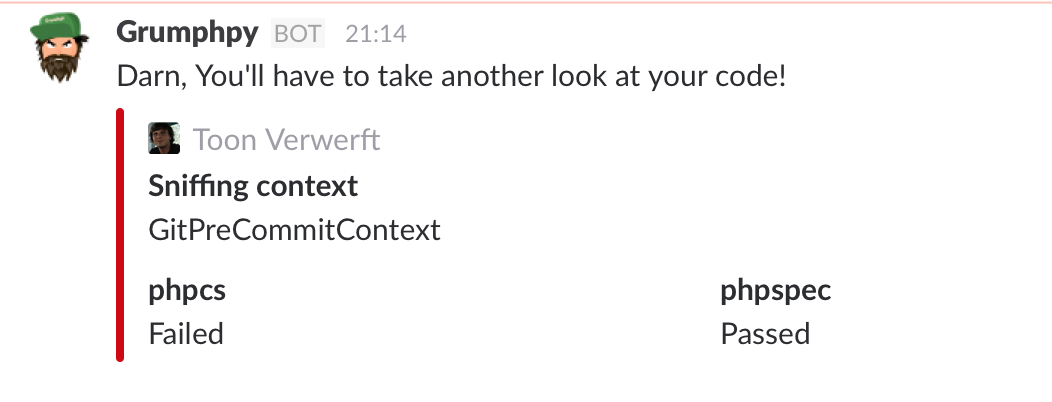 Grumphpy BOT 21:14
Darn, You'll have to take another look at your code!
Toon Verwerft
Sniffing context
GitPreCommitContext
phpcs phpspec
Failed Passed